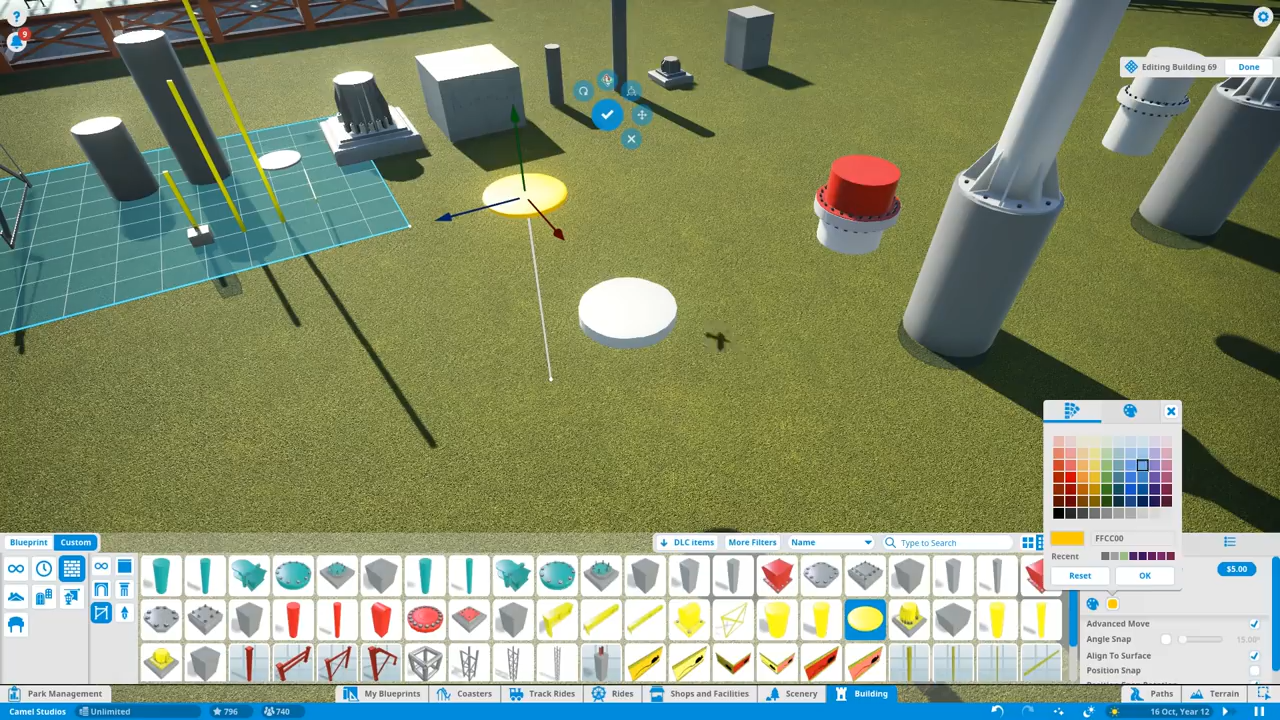 ?
9
Editing Building 69
Done
FFCC00
Recent
Reset
OK
Blueprint
Custom
DLC items
More Filters
Name
Type to Search
$5.00
Advanced Move
Angle Snap
15.00°
Align To Surface
Position Snap
Park Management
My Blueprints
Coasters
Track Rides
Rides
Shops and Facilities
Scenery
Building
Paths
Terrain
Camel Studios
Unlimited
796
740
16 Oct, Year 12